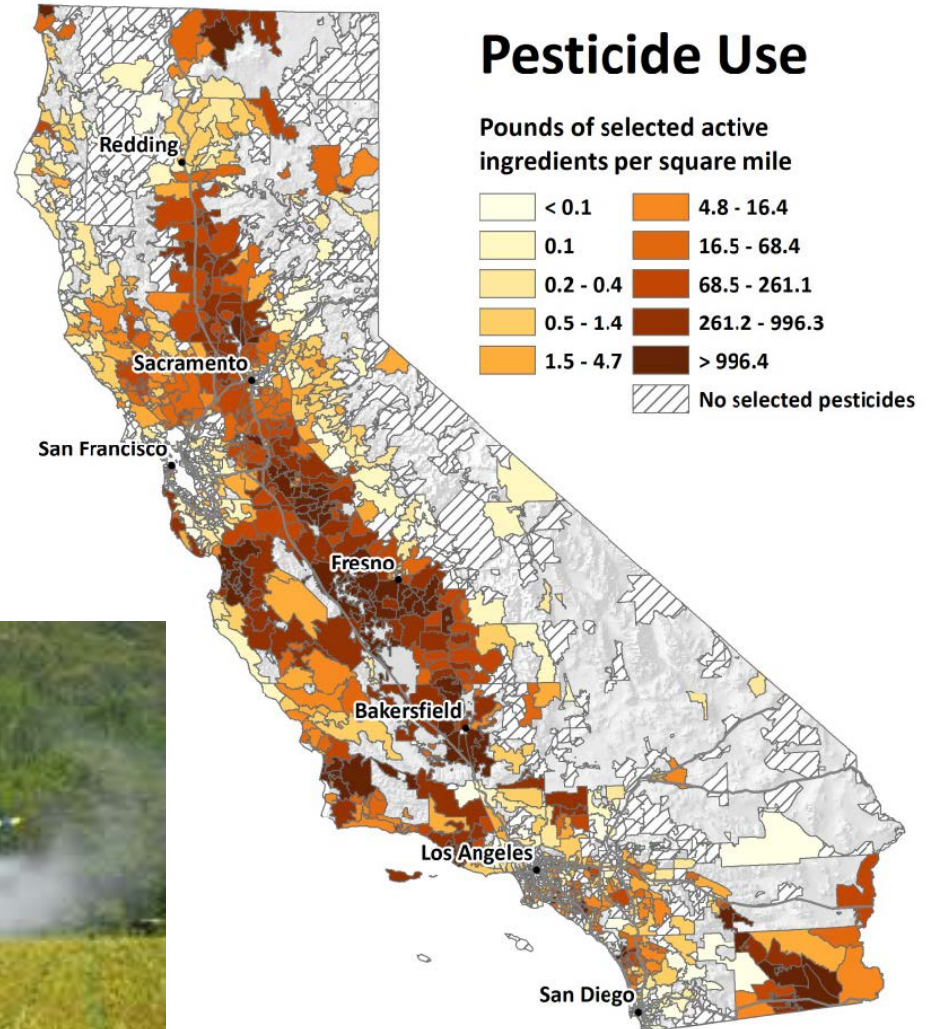 Pesticide Use
Pounds of selected active
ingredients per square mile
< 0.1
0.1
0.2 - 0.4
0.5 - 1.4
1.5 - 4.7
4.8 - 16.4
16.5 - 68.4
68.5 - 261.1
261.2 - 996.3
> 996.4
No selected pesticides
Redding
Sacramento
San Francisco
Fresno
Bakersfield
Los Angeles
San Diego